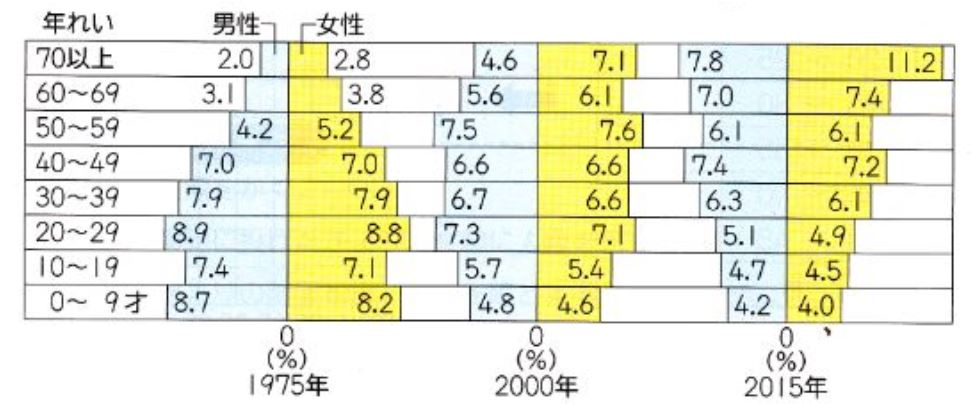 年れい 男性 女性
70以上 2.0 2.8 4.6 7.1 7.8 11.2
60〜69 3.1 3.8 5.6 6.1 7.0 7.4
50〜59 4.2 5.2 7.5 7.6 6.1 6.1
40〜49 7.0 7.0 6.6 6.6 7.4 7.2
30〜39 7.9 7.9 6.7 6.6 6.3 6.1
20〜29 8.9 8.8 7.3 7.1 5.1 4.9
10〜19 7.4 7.1 5.7 5.4 4.7 4.5
0〜 9才 8.7 8.2 4.8 4.6 4.2 4.0
0 0 0
(%) (%) (%)
1975年 2000年 2015年